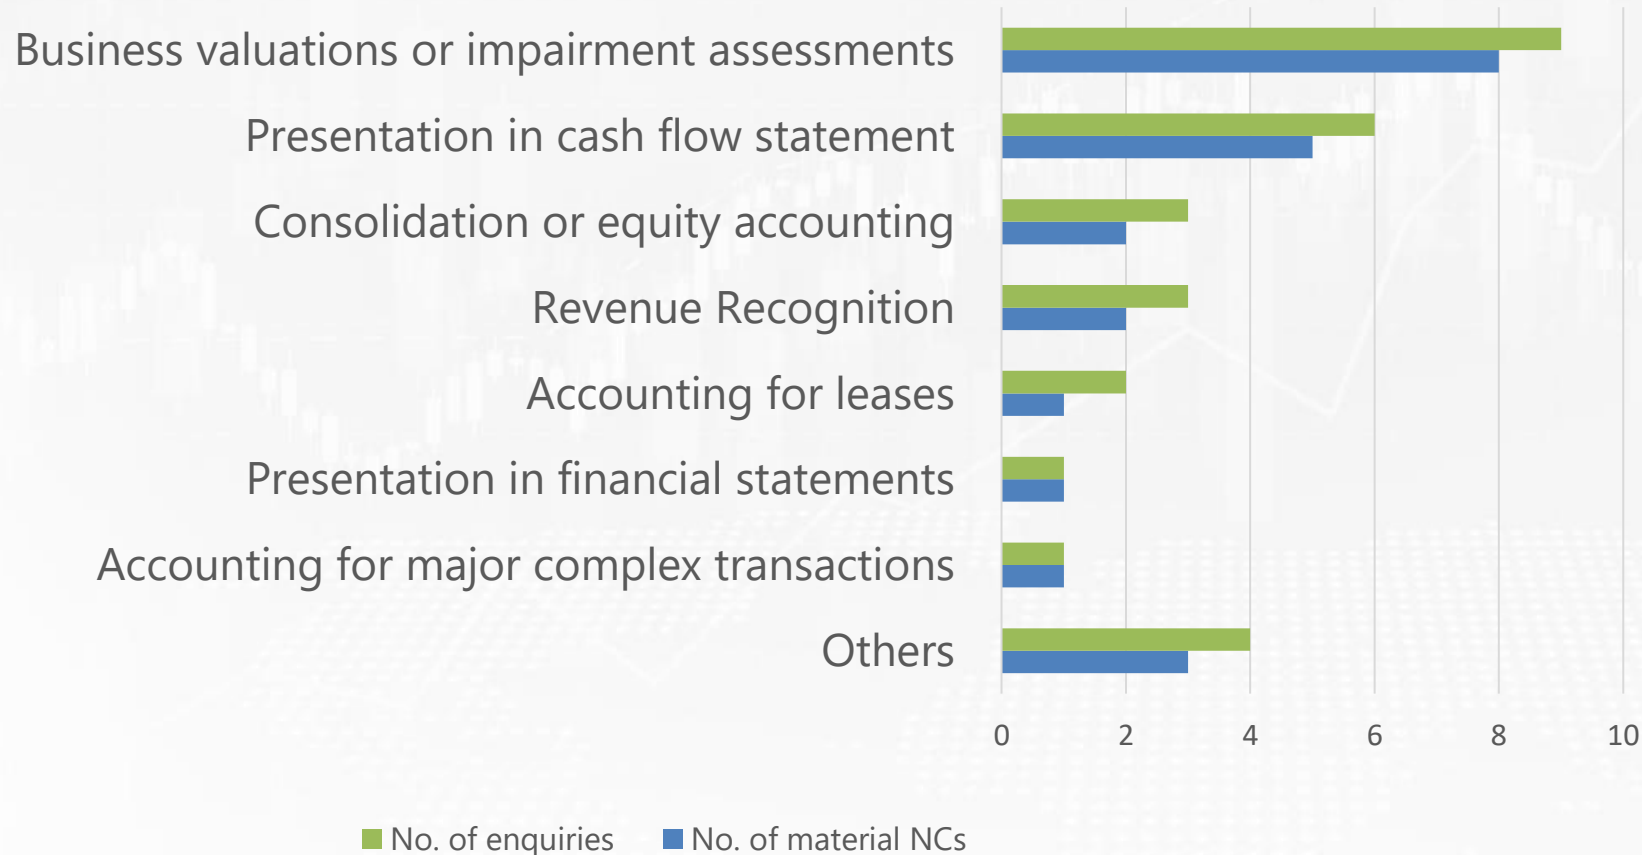 Business valuations or impairment assessments
Presentation in cash flow statement
Consolidation or equity accounting
Revenue Recognition
Accounting for leases
Presentation in financial statements
Accounting for major complex transactions
Others
0 2 4 6 8 10
No. of enquiries No. of material NCs